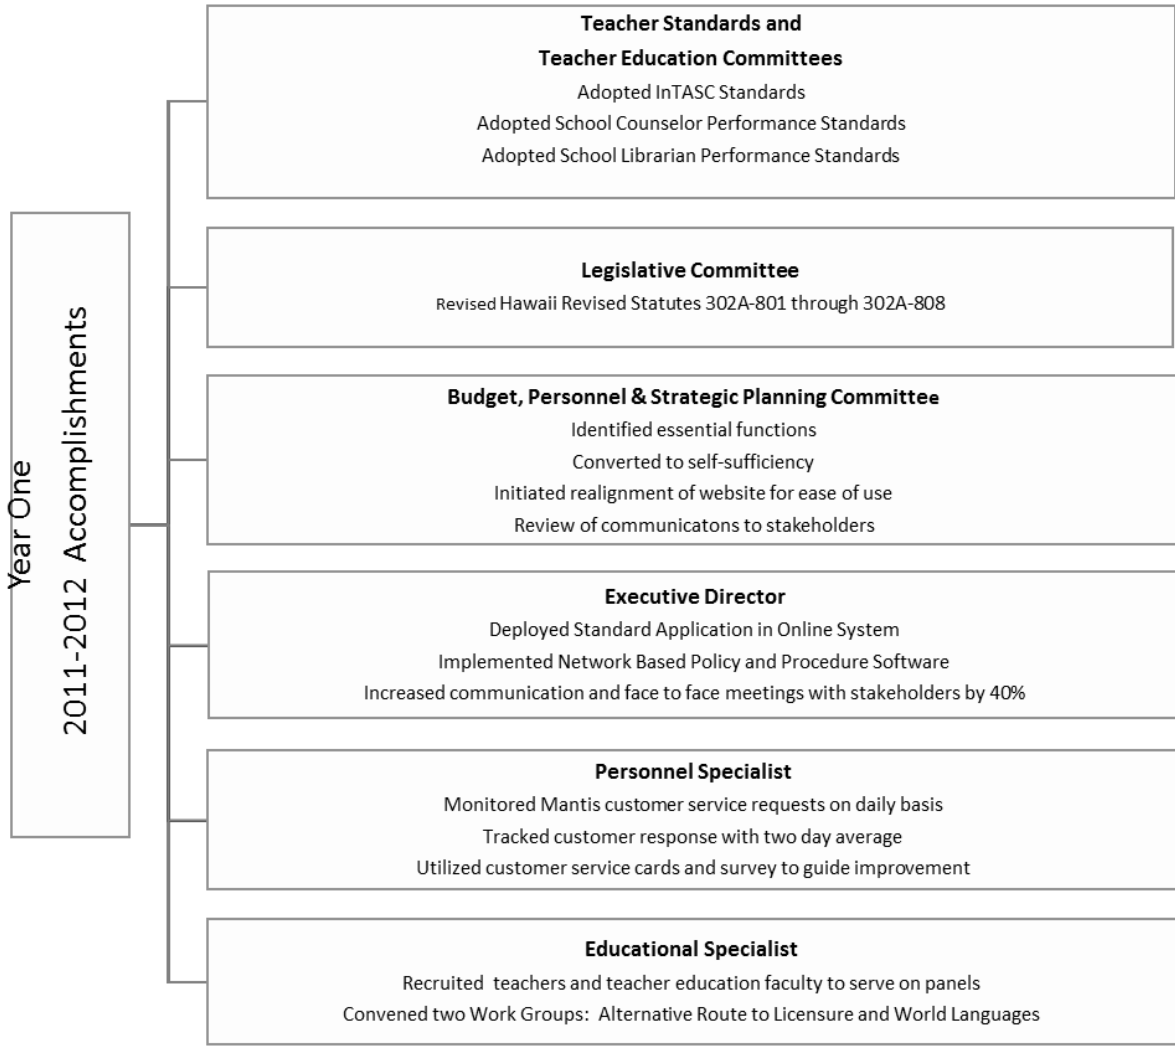 Year One
2011-2012 Accomplishments
Teacher Standards and
Teacher Education Committees
Adopted InTASC Standards
Adopted School Counselor Performance Standards
Adopted School Librarian Performance Standards
Legislative Committee
Revised Hawaii Revised Statutes 302A-801 through 302A-808
Budget, Personnel & Strategic Planning Committee
Identified essential functions
Converted to self-sufficiency
Initiated realignment of website for ease of use
Review of communicatons to stakeholders
Executive Director
Deployed Standard Application in Online System
Implemented Network Based Policy and Procedure Software
Increased communication and face to face meetings with stakeholders by 40%
Personnel Specialist
Monitored Mantis customer service requests on daily basis
Tracked customer response with two day average
Utilized customer service cards and survey to guide improvement
Educational Specialist
Recruited teachers and teacher education faculty to serve on panels
Convened two Work Groups: Alternative Route to Licensure and World Languages